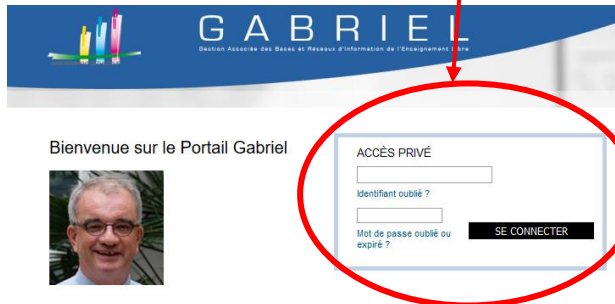 GABRIEL
Gestion Associée des Bases et Réseaux d'Information de l'Enseignement Libre
Bienvenue sur le Portail Gabriel
ACCÈS PRIVÉ
Identifiant oublié ?
Mot de passe oublié ou
expiré ?
SE CONNECTER